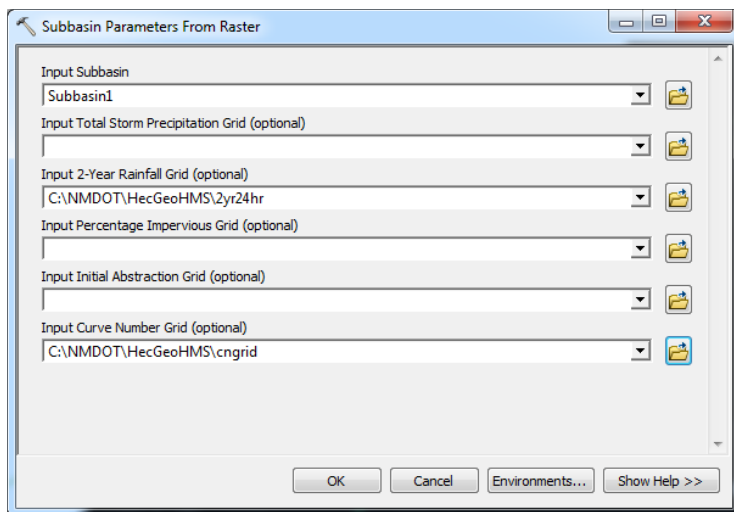 Subbasin Parameters From Raster
Input Subbasin
Subbasin1
Input Total Storm Precipitation Grid (optional)
Input 2-Year Rainfall Grid (optional)
C:\NMDOT\HecGeoHMS\2yr24hr
Input Percentage Impervious Grid (optional)
Input Initial Abstraction Grid (optional)
Input Curve Number Grid (optional)
C:\NMDOT\HecGeoHMS\cngrid
OK Cancel Environments... Show Help >>